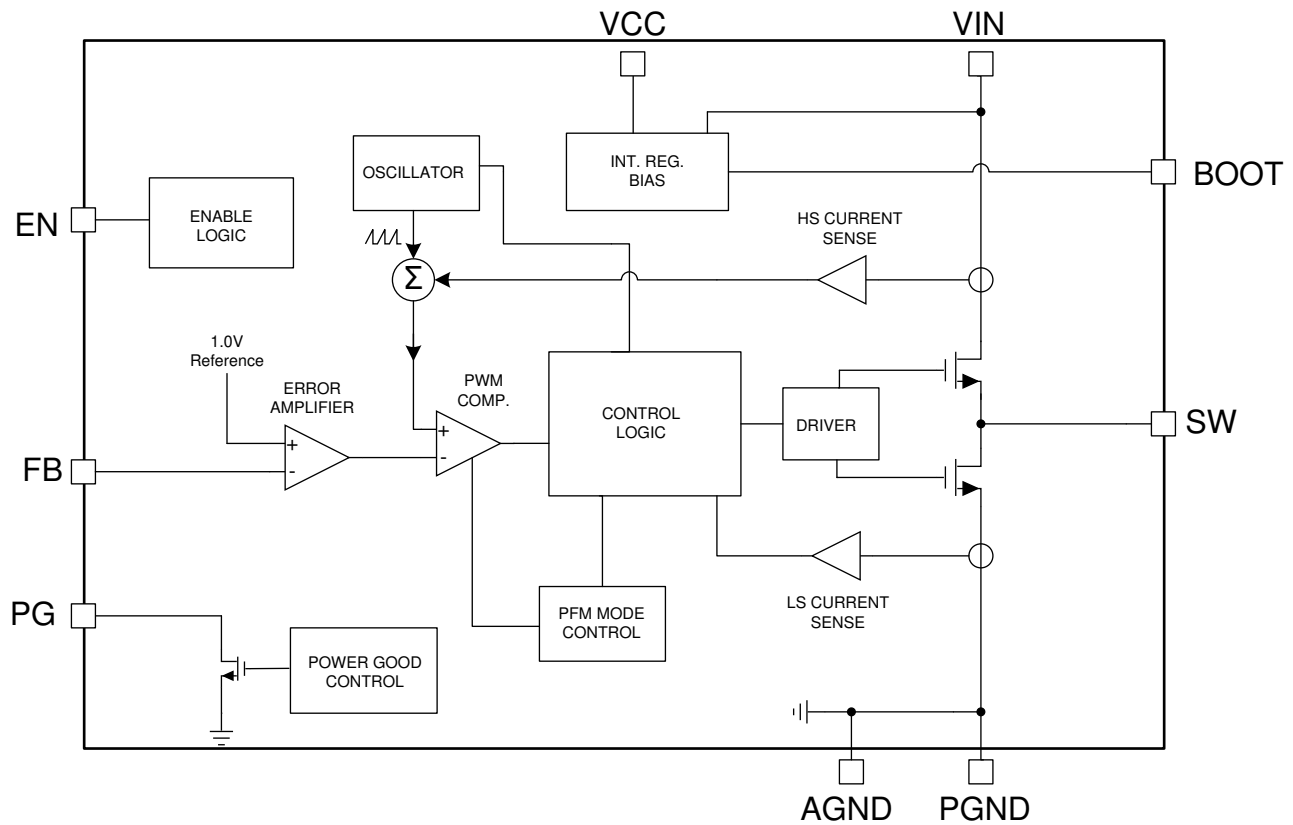 VCC
VIN
OSCILLATOR
INT. REG.
BIAS
BOOT
ENABLE
LOGIC
EN
HS CURRENT
SENSE
Σ
1.0V
Reference
ERROR
AMPLIFIER
PWM
COMP.
CONTROL
LOGIC
DRIVER
SW
+
-
+
-
FB
PG
PFM MODE
CONTROL
LS CURRENT
SENSE
POWER GOOD
CONTROL
AGND
PGND